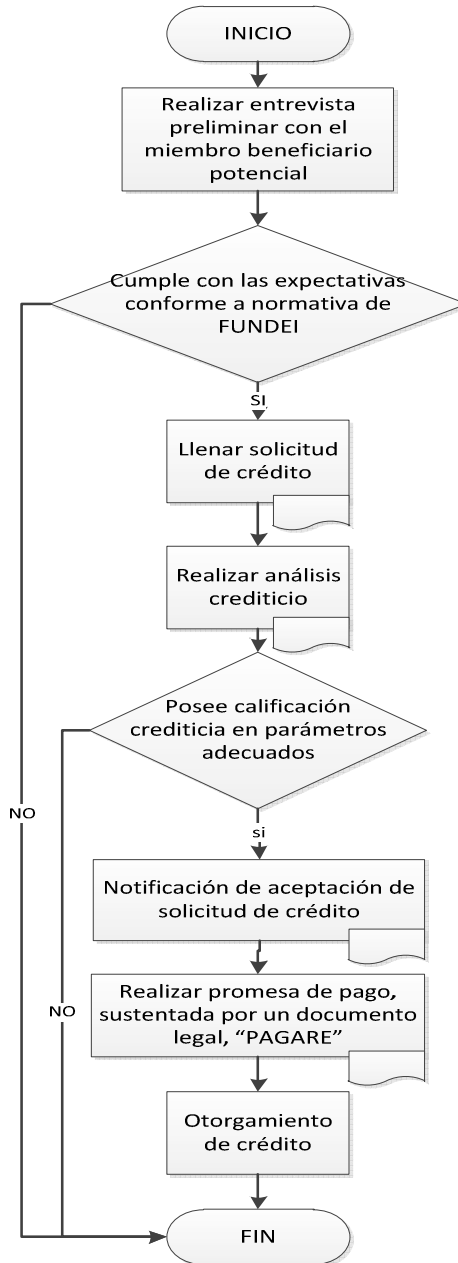 INICIO
Realizar entrevista
preliminar con el
miembro beneficiario
potencial
Cumple con las expectativas
conforme a normativa de
FUNDEI
SI
Llenar solicitud
de crédito
Realizar análisis
crediticio
Posee calificación
crediticia en parámetros
adecuados
NO
si
Notificación de aceptación de
solicitud de crédito
Realizar promesa de pago,
sustentada por un documento
legal, “PAGARE”
NO
Otorgamiento
de crédito
FIN